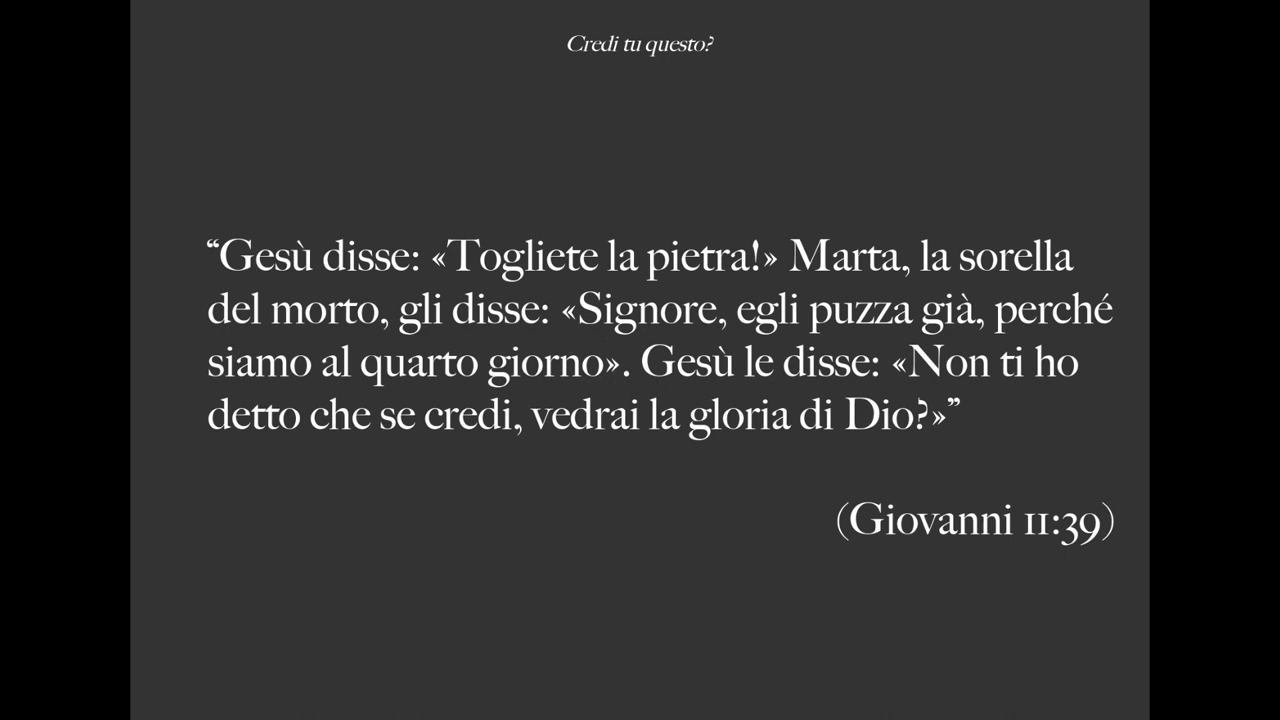 Credi tu questo?
“Gesù disse: «Togliete la pietra!» Marta, la sorella
del morto, gli disse: «Signore, egli puzza già, perché
siamo al quarto giorno». Gesù le disse: «Non ti ho
detto che se credi, vedrai la gloria di Dio?»”
(Giovanni 11:39)